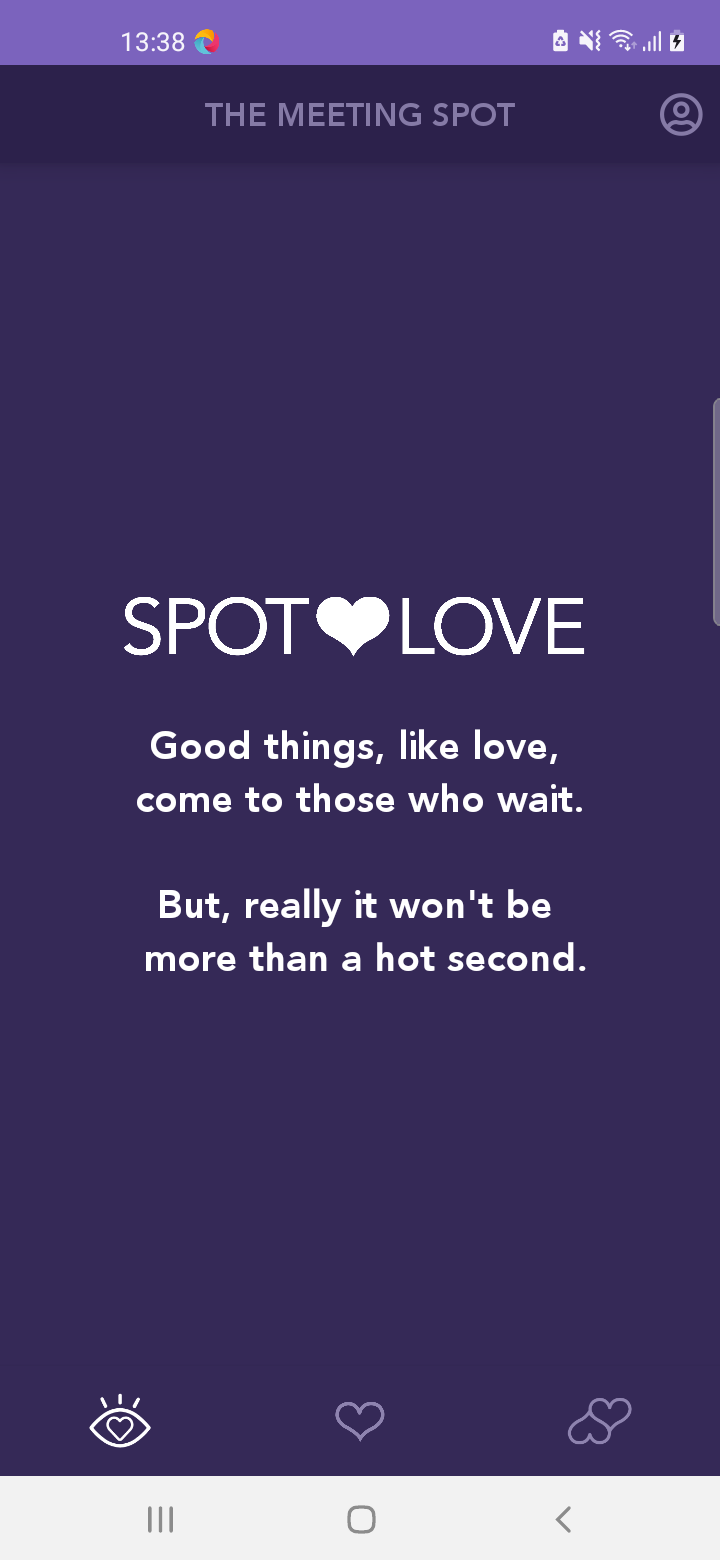 13:38
THE MEETING SPOT
SPOT LOVE
Good things, like love,
come to those who wait.
But, really it won't be
more than a hot second.